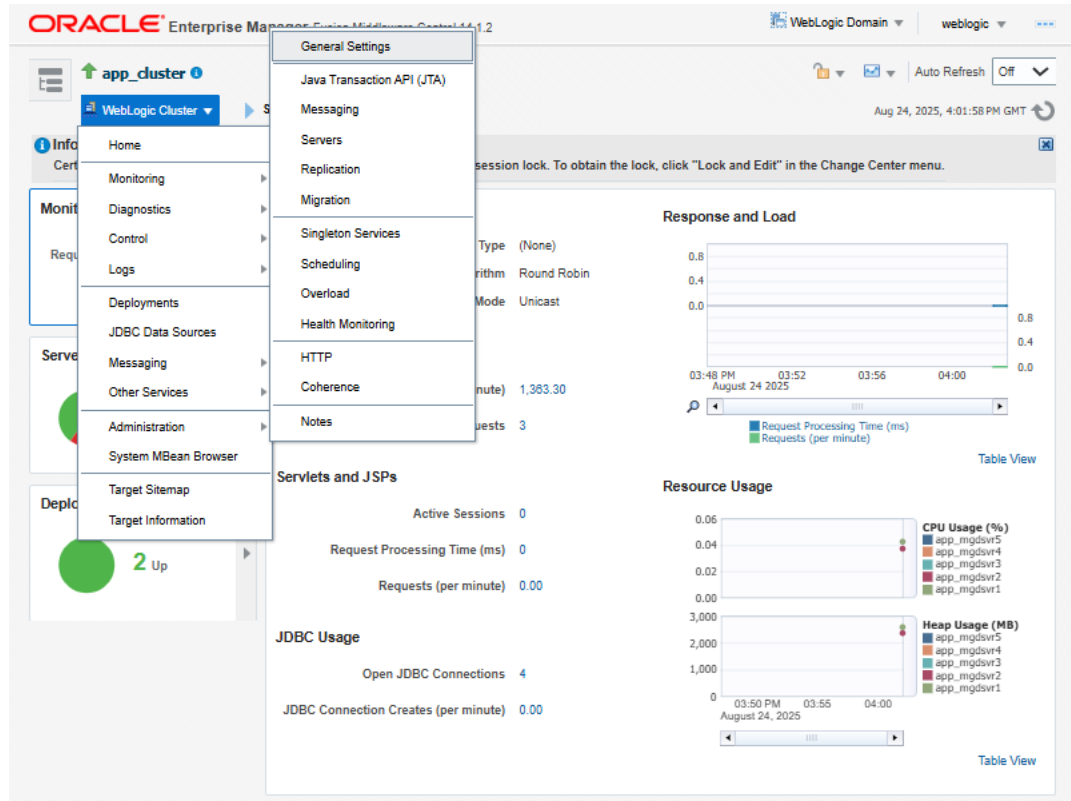 ORACLE Enterprise Manager Fusion Middleware Control 14.1.2
WebLogic Domain
weblogic
app_cluster
Auto Refresh Off
WebLogic Cluster
Aug 24, 2025, 4:01:58 PM GMT
Home
Monitoring
Diagnostics
Control
Logs
Deployments
JDBC Data Sources
Messaging
Other Services
Administration
System MBean Browser
Target Sitemap
Target Information
General Settings
Java Transaction API (JTA)
Messaging
Servers
Replication
Migration
Singleton Services
Scheduling
Overload
Health Monitoring
HTTP
Coherence
Notes
session lock. To obtain the lock, click "Lock and Edit" in the Change Center menu.
2 Up
Type (None)
Round Robin
Mode Unicast
1,363.30
3
Servlets and JSPs
Active Sessions 0
Request Processing Time (ms) 0
Requests (per minute) 0.00
JDBC Usage
Open JDBC Connections 4
JDBC Connection Creates (per minute) 0.00
Response and Load
0.8
0.4
0.0
0.8
0.4
0.0
03:48 PM 03:52 03:56 04:00
August 24 2025
Request Processing Time (ms)
Requests (per minute)
Table View
Resource Usage
0.06
0.04
0.02
0.00
CPU Usage (%)
app_mgdsvr5
app_mgdsvr4
app_mgdsvr3
app_mgdsvr2
app_mgdsvr1
3,000
2,000
1,000
0
Heap Usage (MB)
app_mgdsvr5
app_mgdsvr4
app_mgdsvr3
app_mgdsvr2
app_mgdsvr1
03:50 PM 03:55 04:00
August 24, 2025
Table View